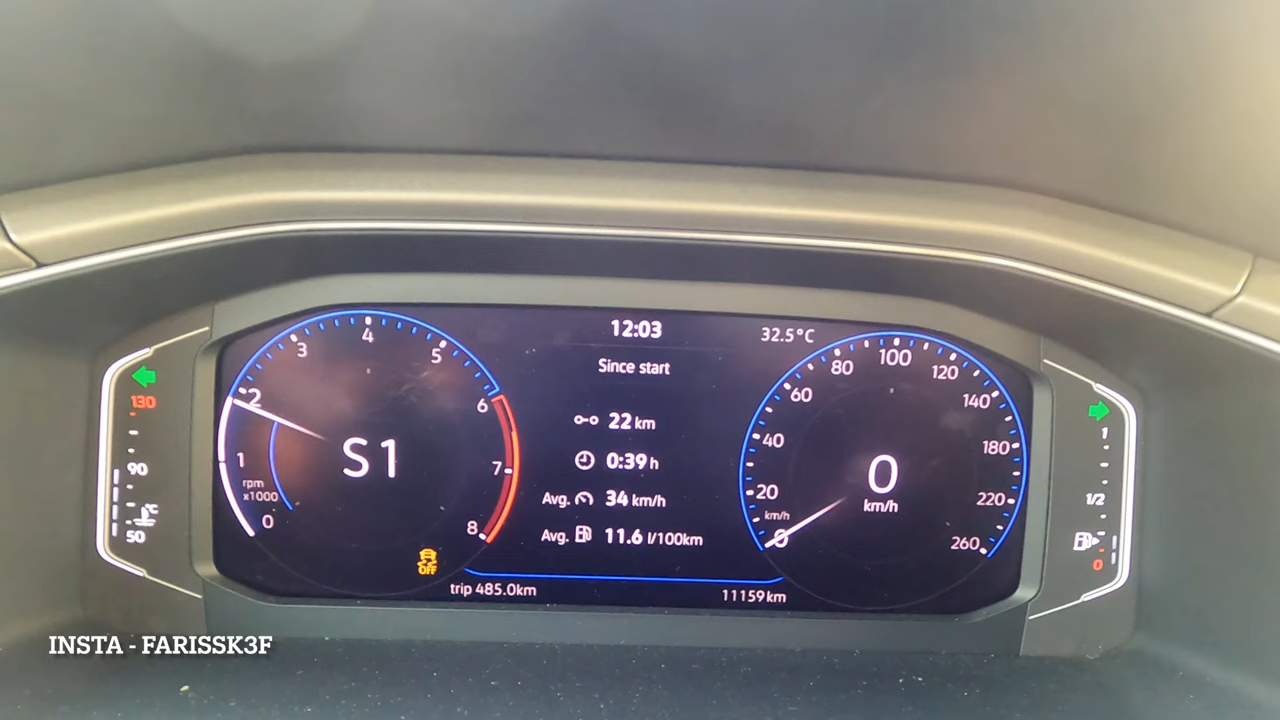 12:03
32.5°C
Since start
22 km
0:39 h
Avg. 34 km/h
Avg. 11.6 l/100km
trip 485.0km
11159km
130
90
°C
50
0
1
2
3
4
5
6
7
8
rpm
x1000
S1
OFF
0
20
40
60
80
100
120
140
180
220
260
km/h
0
km/h
1
1/2
0
INSTA - FARISSK3F